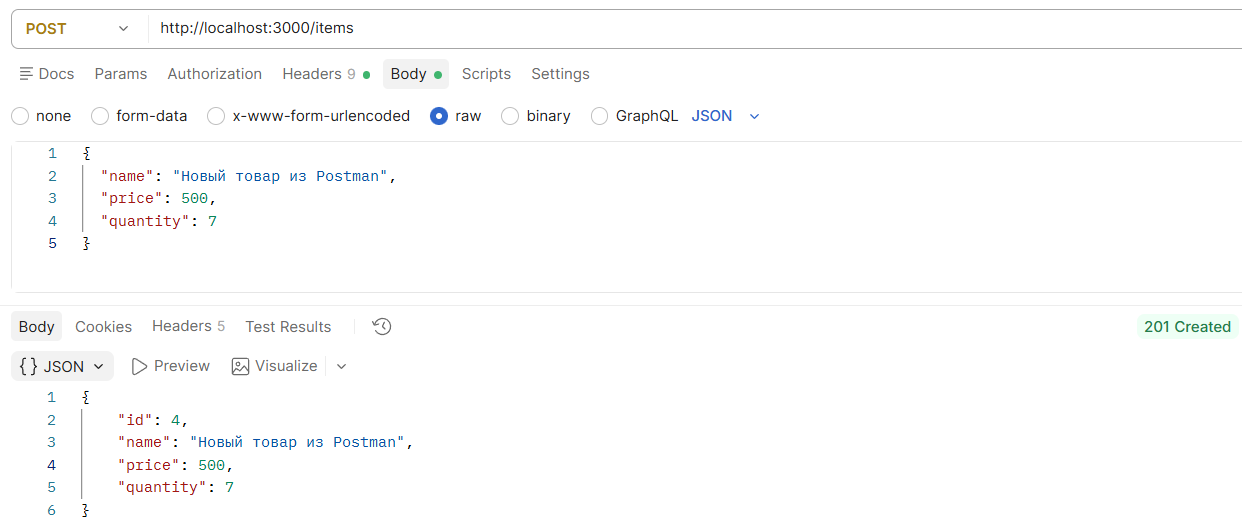 POST http://localhost:3000/items
Docs Params Authorization Headers 9 Body Scripts Settings
none form-data x-www-form-urlencoded raw binary GraphQL JSON
1 {
2 "name": "Новый товар из Postman",
3 "price": 500,
4 "quantity": 7
5 }
Body Cookies Headers 5 Test Results 201 Created
{} JSON Preview Visualize
1 {
2 "id": 4,
3 "name": "Новый товар из Postman",
4 "price": 500,
5 "quantity": 7
6 }